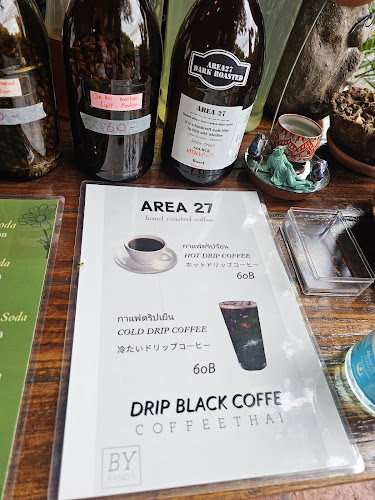 AREA27
DARK ROASTED
AREA 27
Roast
60.-
Soda
Soda
AREA 27
hand roasted coffee
กาแฟดริปร้อน
HOT DRIP COFFEE
ホットドリップコーヒー
60B
กาแฟดริปเย็น
COLD DRIP COFFEE
冷たいドリップコーヒー
60B
DRIP BLACK COFFE
COFFEETHAI
BY